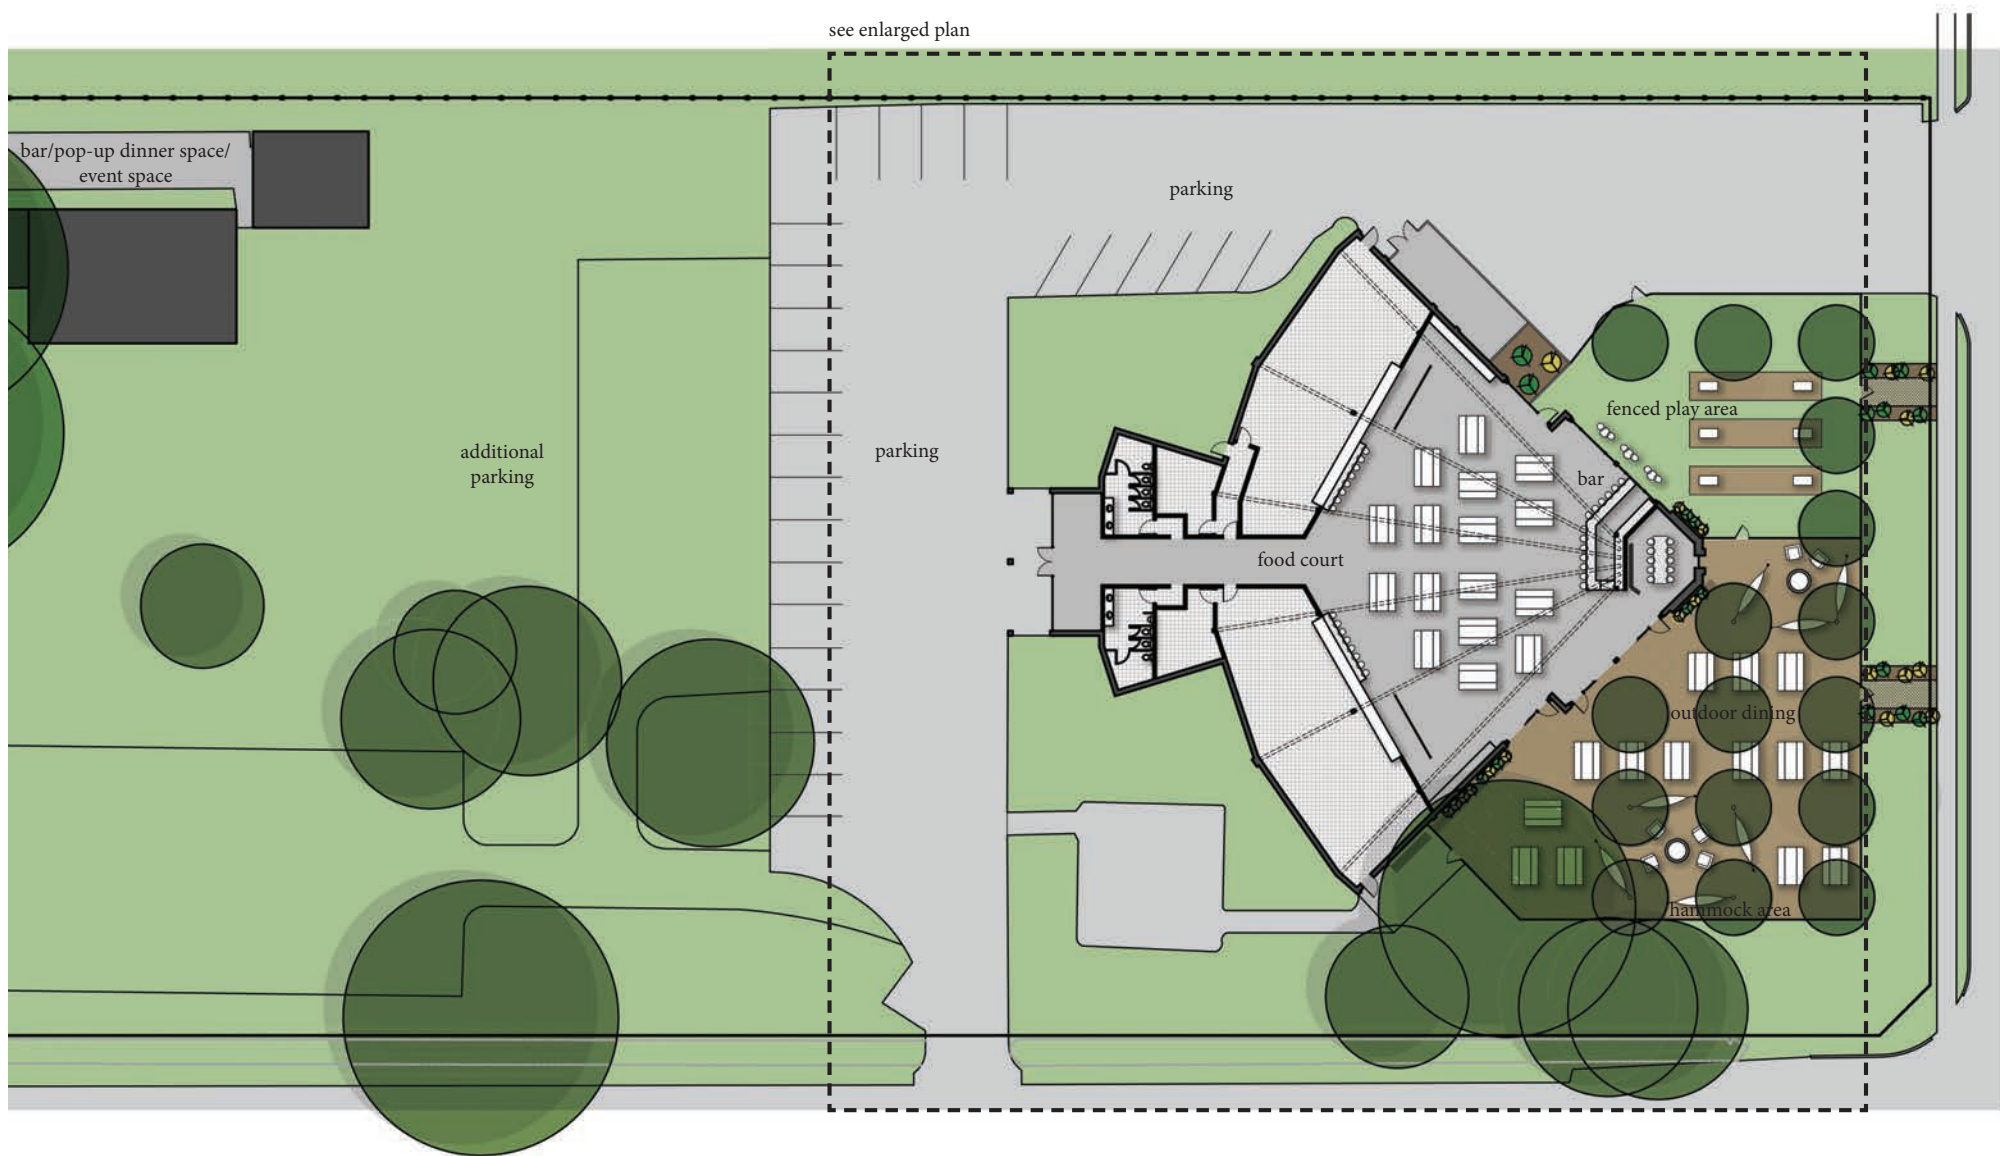 see enlarged plan
bar/pop-up dinner space/
event space
parking
fenced play area
additional
parking
parking
bar
food court
outdoor dining
hammock area